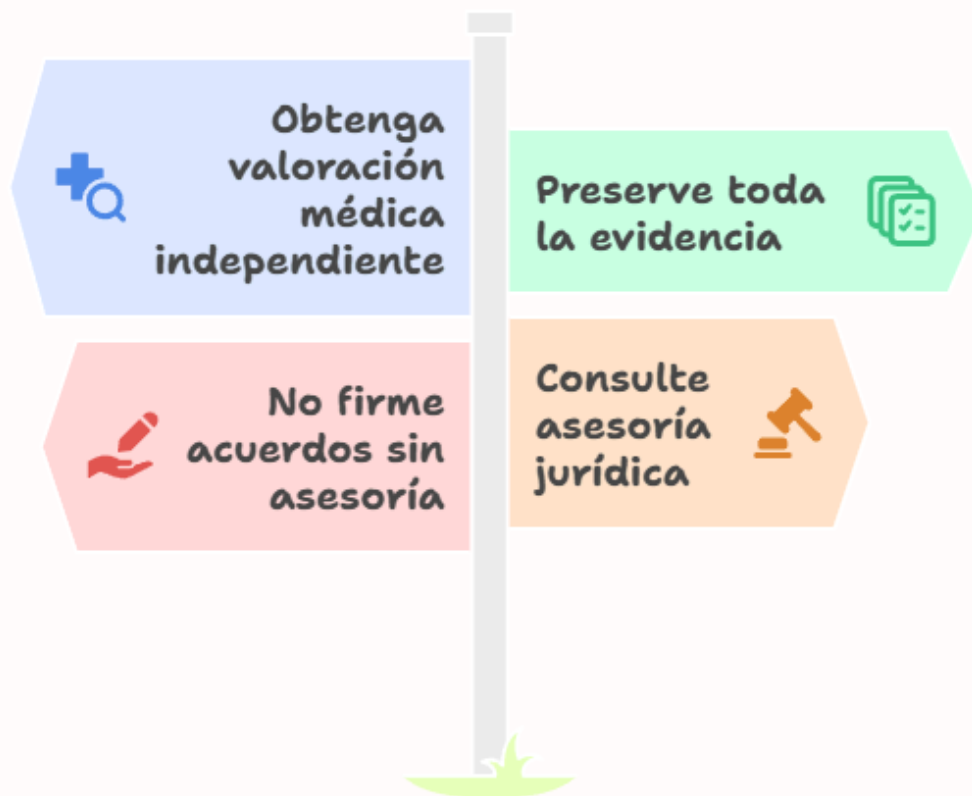 Obtenga
valoración
médica
independiente
Preserve toda
la evidencia
No firme
acuerdos sin
asesoría
Consulte
asesoría
jurídica